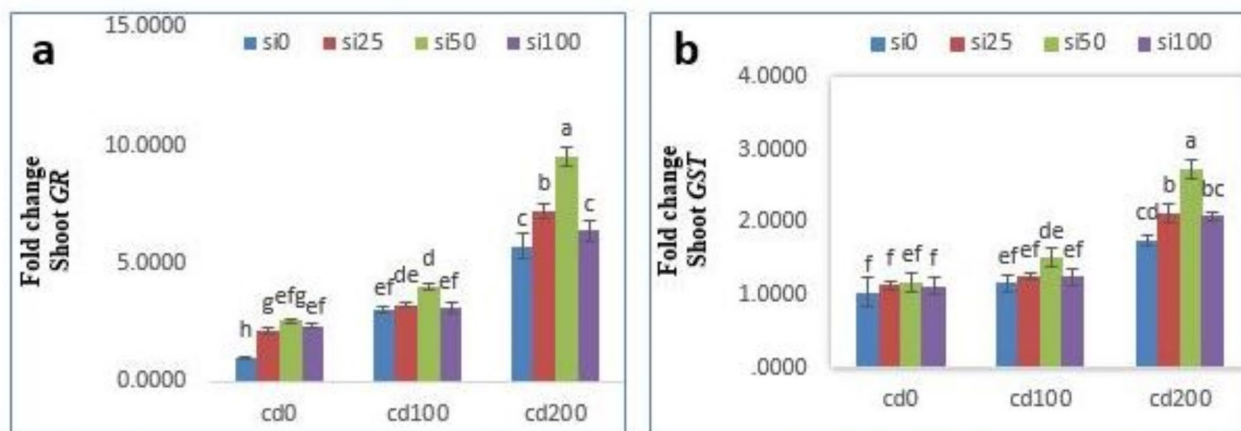 a
15.0000
si0 si25 si50 si100
10.0000
5.0000
0.0000
Fold change
Shoot GR
h g efg ef
ef de d ef
c b a c
cd0 cd100 cd200
b
si0 si25 si50 si100
4.0000
3.0000
2.0000
1.0000
.0000
Fold change
Shoot GST
f f ef f
ef ef de ef
cd b a bc
cd0 cd100 cd200